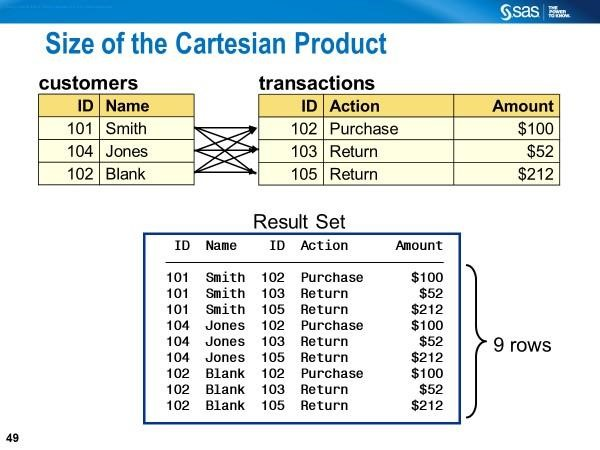 sas THE POWER TO KNOW.
Size of the Cartesian Product
customers
ID Name
101 Smith
104 Jones
102 Blank
transactions
ID Action Amount
102 Purchase $100
103 Return $52
105 Return $212
Result Set
ID Name ID Action Amount
101 Smith 102 Purchase $100
101 Smith 103 Return $52
101 Smith 105 Return $212
104 Jones 102 Purchase $100
104 Jones 103 Return $52
104 Jones 105 Return $212
102 Blank 102 Purchase $100
102 Blank 103 Return $52
102 Blank 105 Return $212
9 rows
49